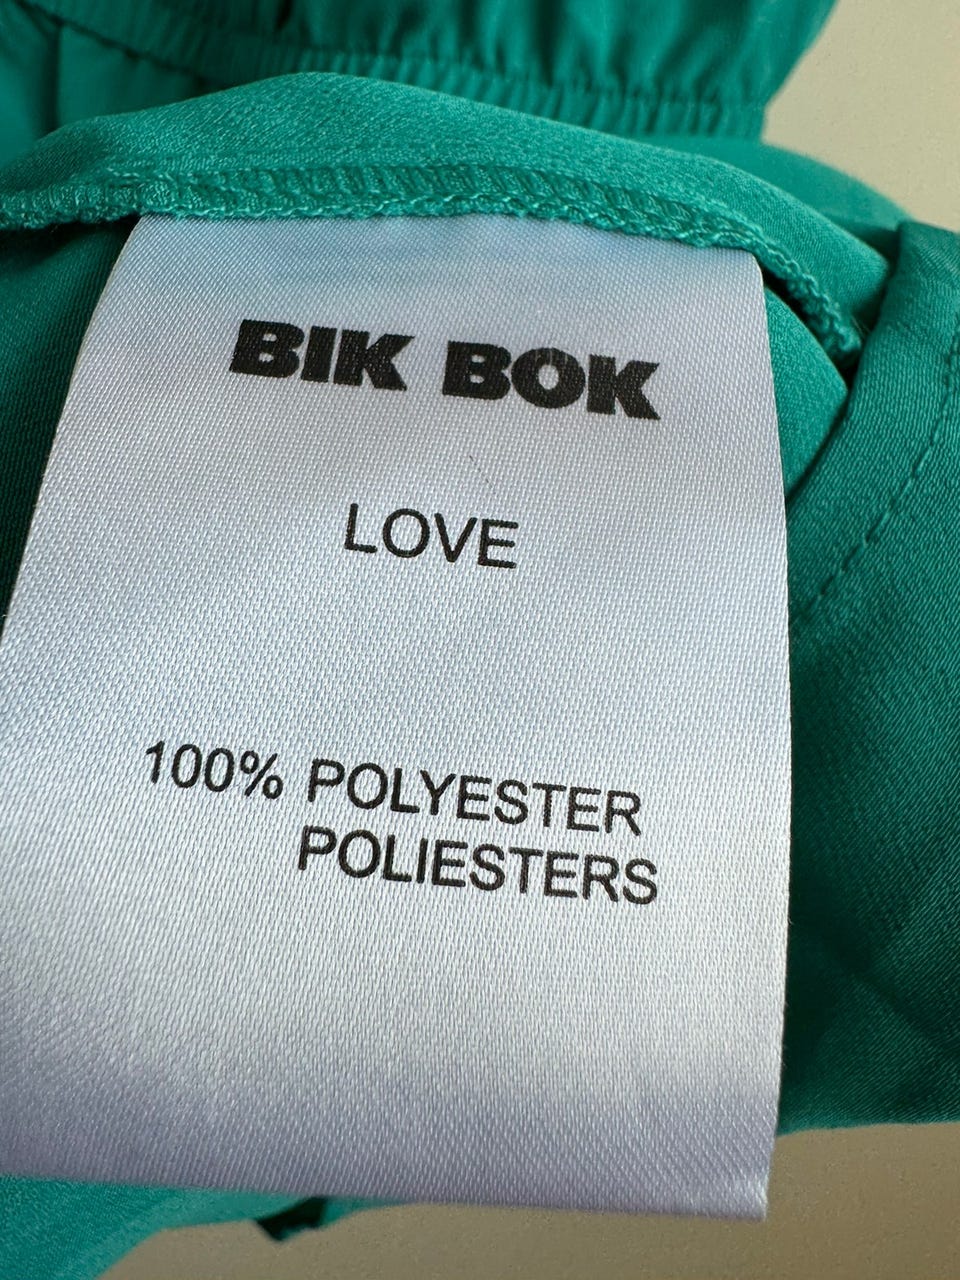 BIK BOK
LOVE
100% POLYESTER
POLIESTERS